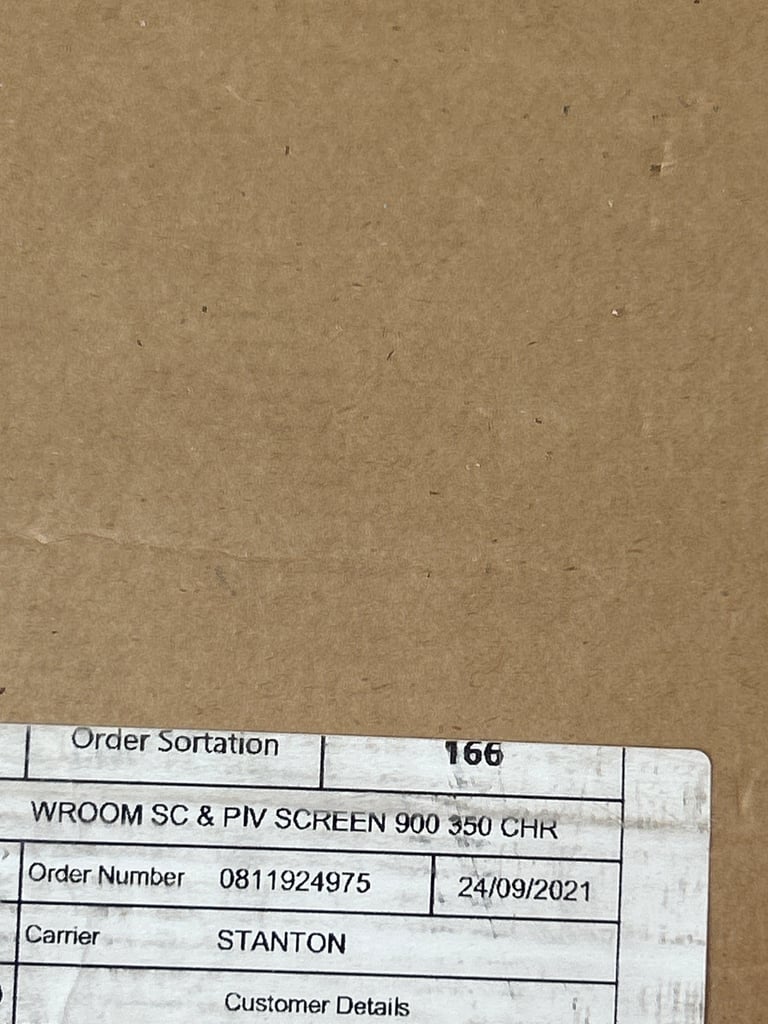 Order Sortation 166
WROOM SC & PIV SCREEN 900 350 CHR
Order Number 0811924975 24/09/2021
Carrier STANTON
Customer Details